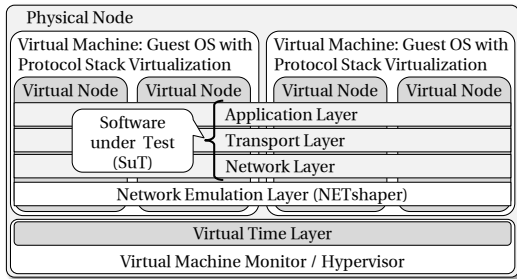 Physical Node
Virtual Machine: Guest OS with
Protocol Stack Virtualization
Virtual Machine: Guest OS with
Protocol Stack Virtualization
Virtual Node
Virtual Node
Virtual Node
Virtual Node
Software
under Test
(SuT)
Application Layer
Transport Layer
Network Layer
Network Emulation Layer (NETshaper)
Virtual Time Layer
Virtual Machine Monitor / Hypervisor